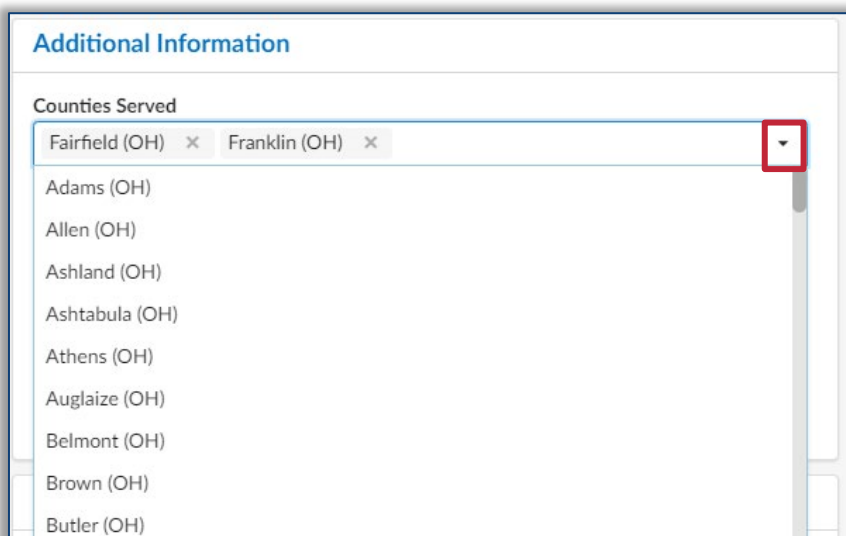 Additional Information
Counties Served
Fairfield (OH) × Franklin (OH) ×
Adams (OH)
Allen (OH)
Ashland (OH)
Ashtabula (OH)
Athens (OH)
Auglaize (OH)
Belmont (OH)
Brown (OH)
Butler (OH)